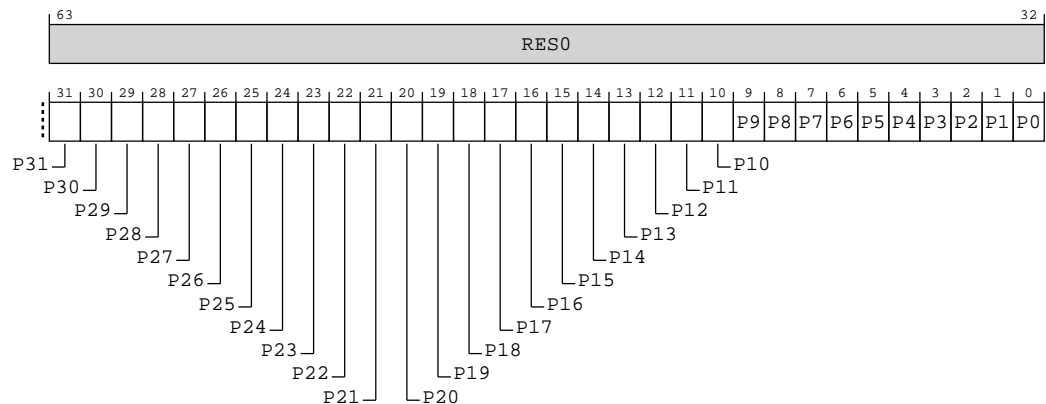 63 32
RES0
31 30 29 28 27 26 25 24 23 22 21 20 19 18 17 16 15 14 13 12 11 10 9 8 7 6 5 4 3 2 1 0
P9 P8 P7 P6 P5 P4 P3 P2 P1 P0
P31 P10
P30 P11
P29 P12
P28 P13
P27 P14
P26 P15
P25 P16
P24 P17
P23 P18
P22 P19
P21 P20